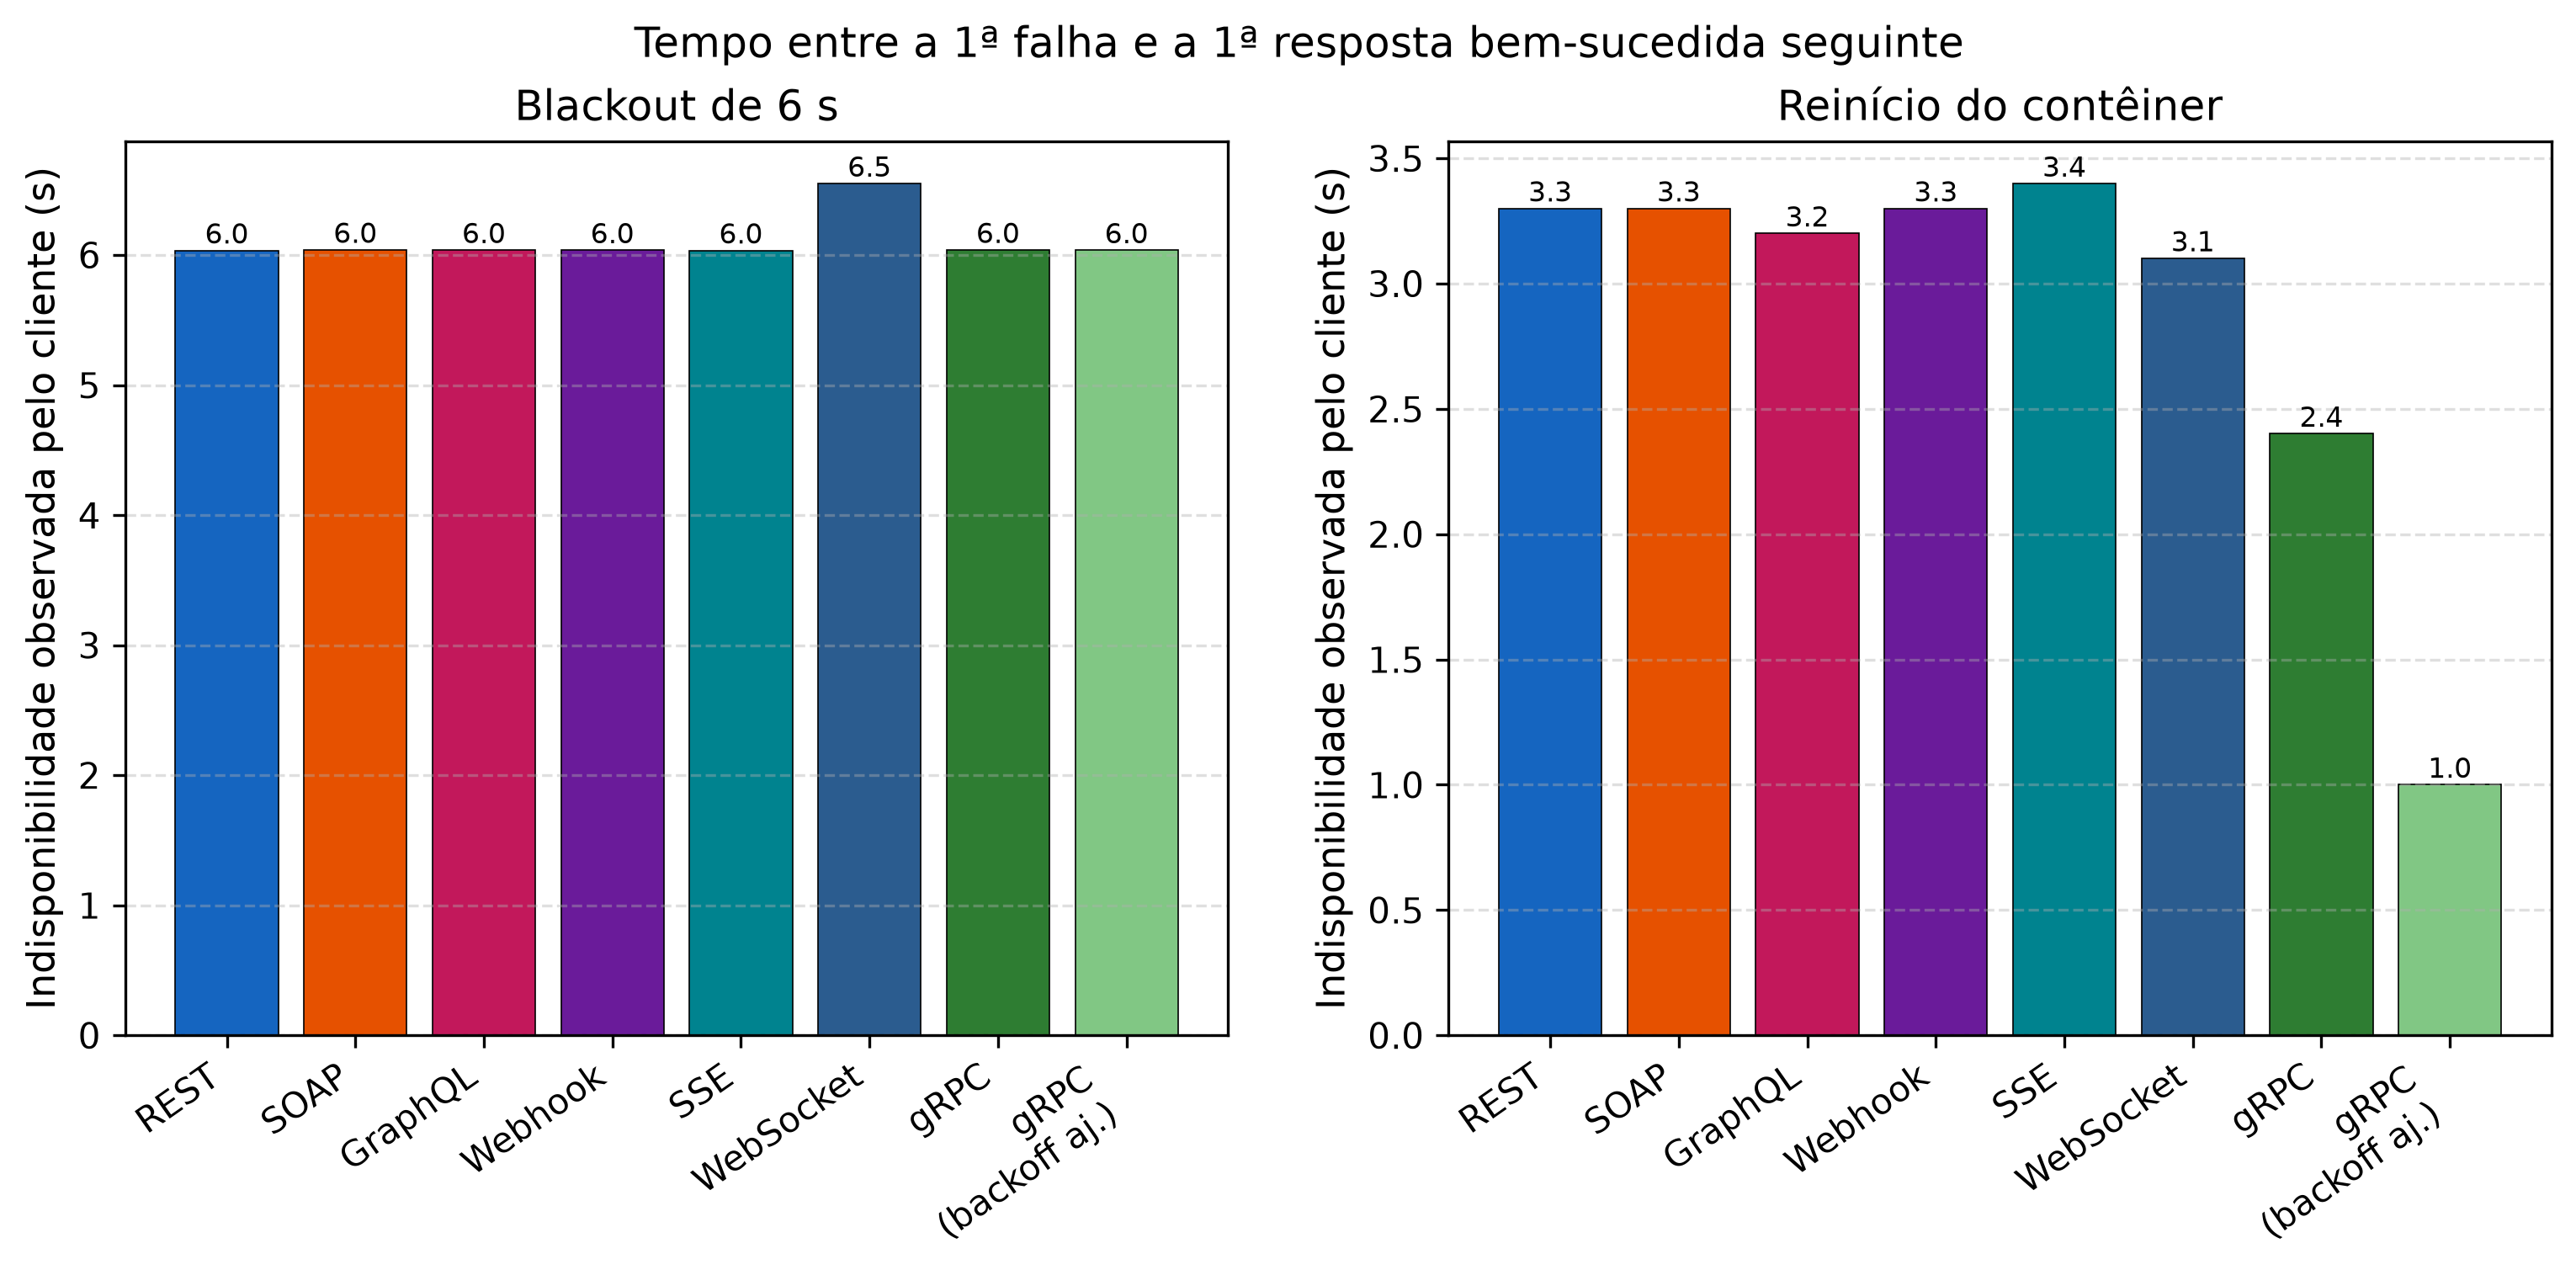 Tempo entre a 1ª falha e a 1ª resposta bem-sucedida seguinte
Blackout de 6 s
Indisponibilidade observada pelo cliente (s)
6
5
4
3
2
1
0
6.0
6.0
6.0
6.0
6.0
6.5
6.0
6.0
REST
SOAP
GraphQL
Webhook
SSE
WebSocket
gRPC
gRPC
(backoff aj.)
Reinício do contêiner
Indisponibilidade observada pelo cliente (s)
3.5
3.0
2.5
2.0
1.5
1.0
0.5
0.0
3.3
3.3
3.2
3.3
3.4
3.1
2.4
1.0
REST
SOAP
GraphQL
Webhook
SSE
WebSocket
gRPC
gRPC
(backoff aj.)